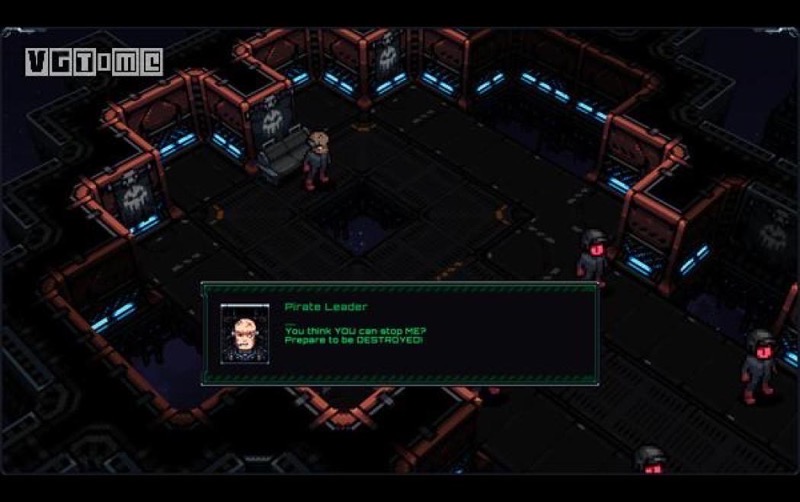 VGTIME
Pirate Leader
...
You think YOU can stop ME?
Prepare to be DESTROYED!